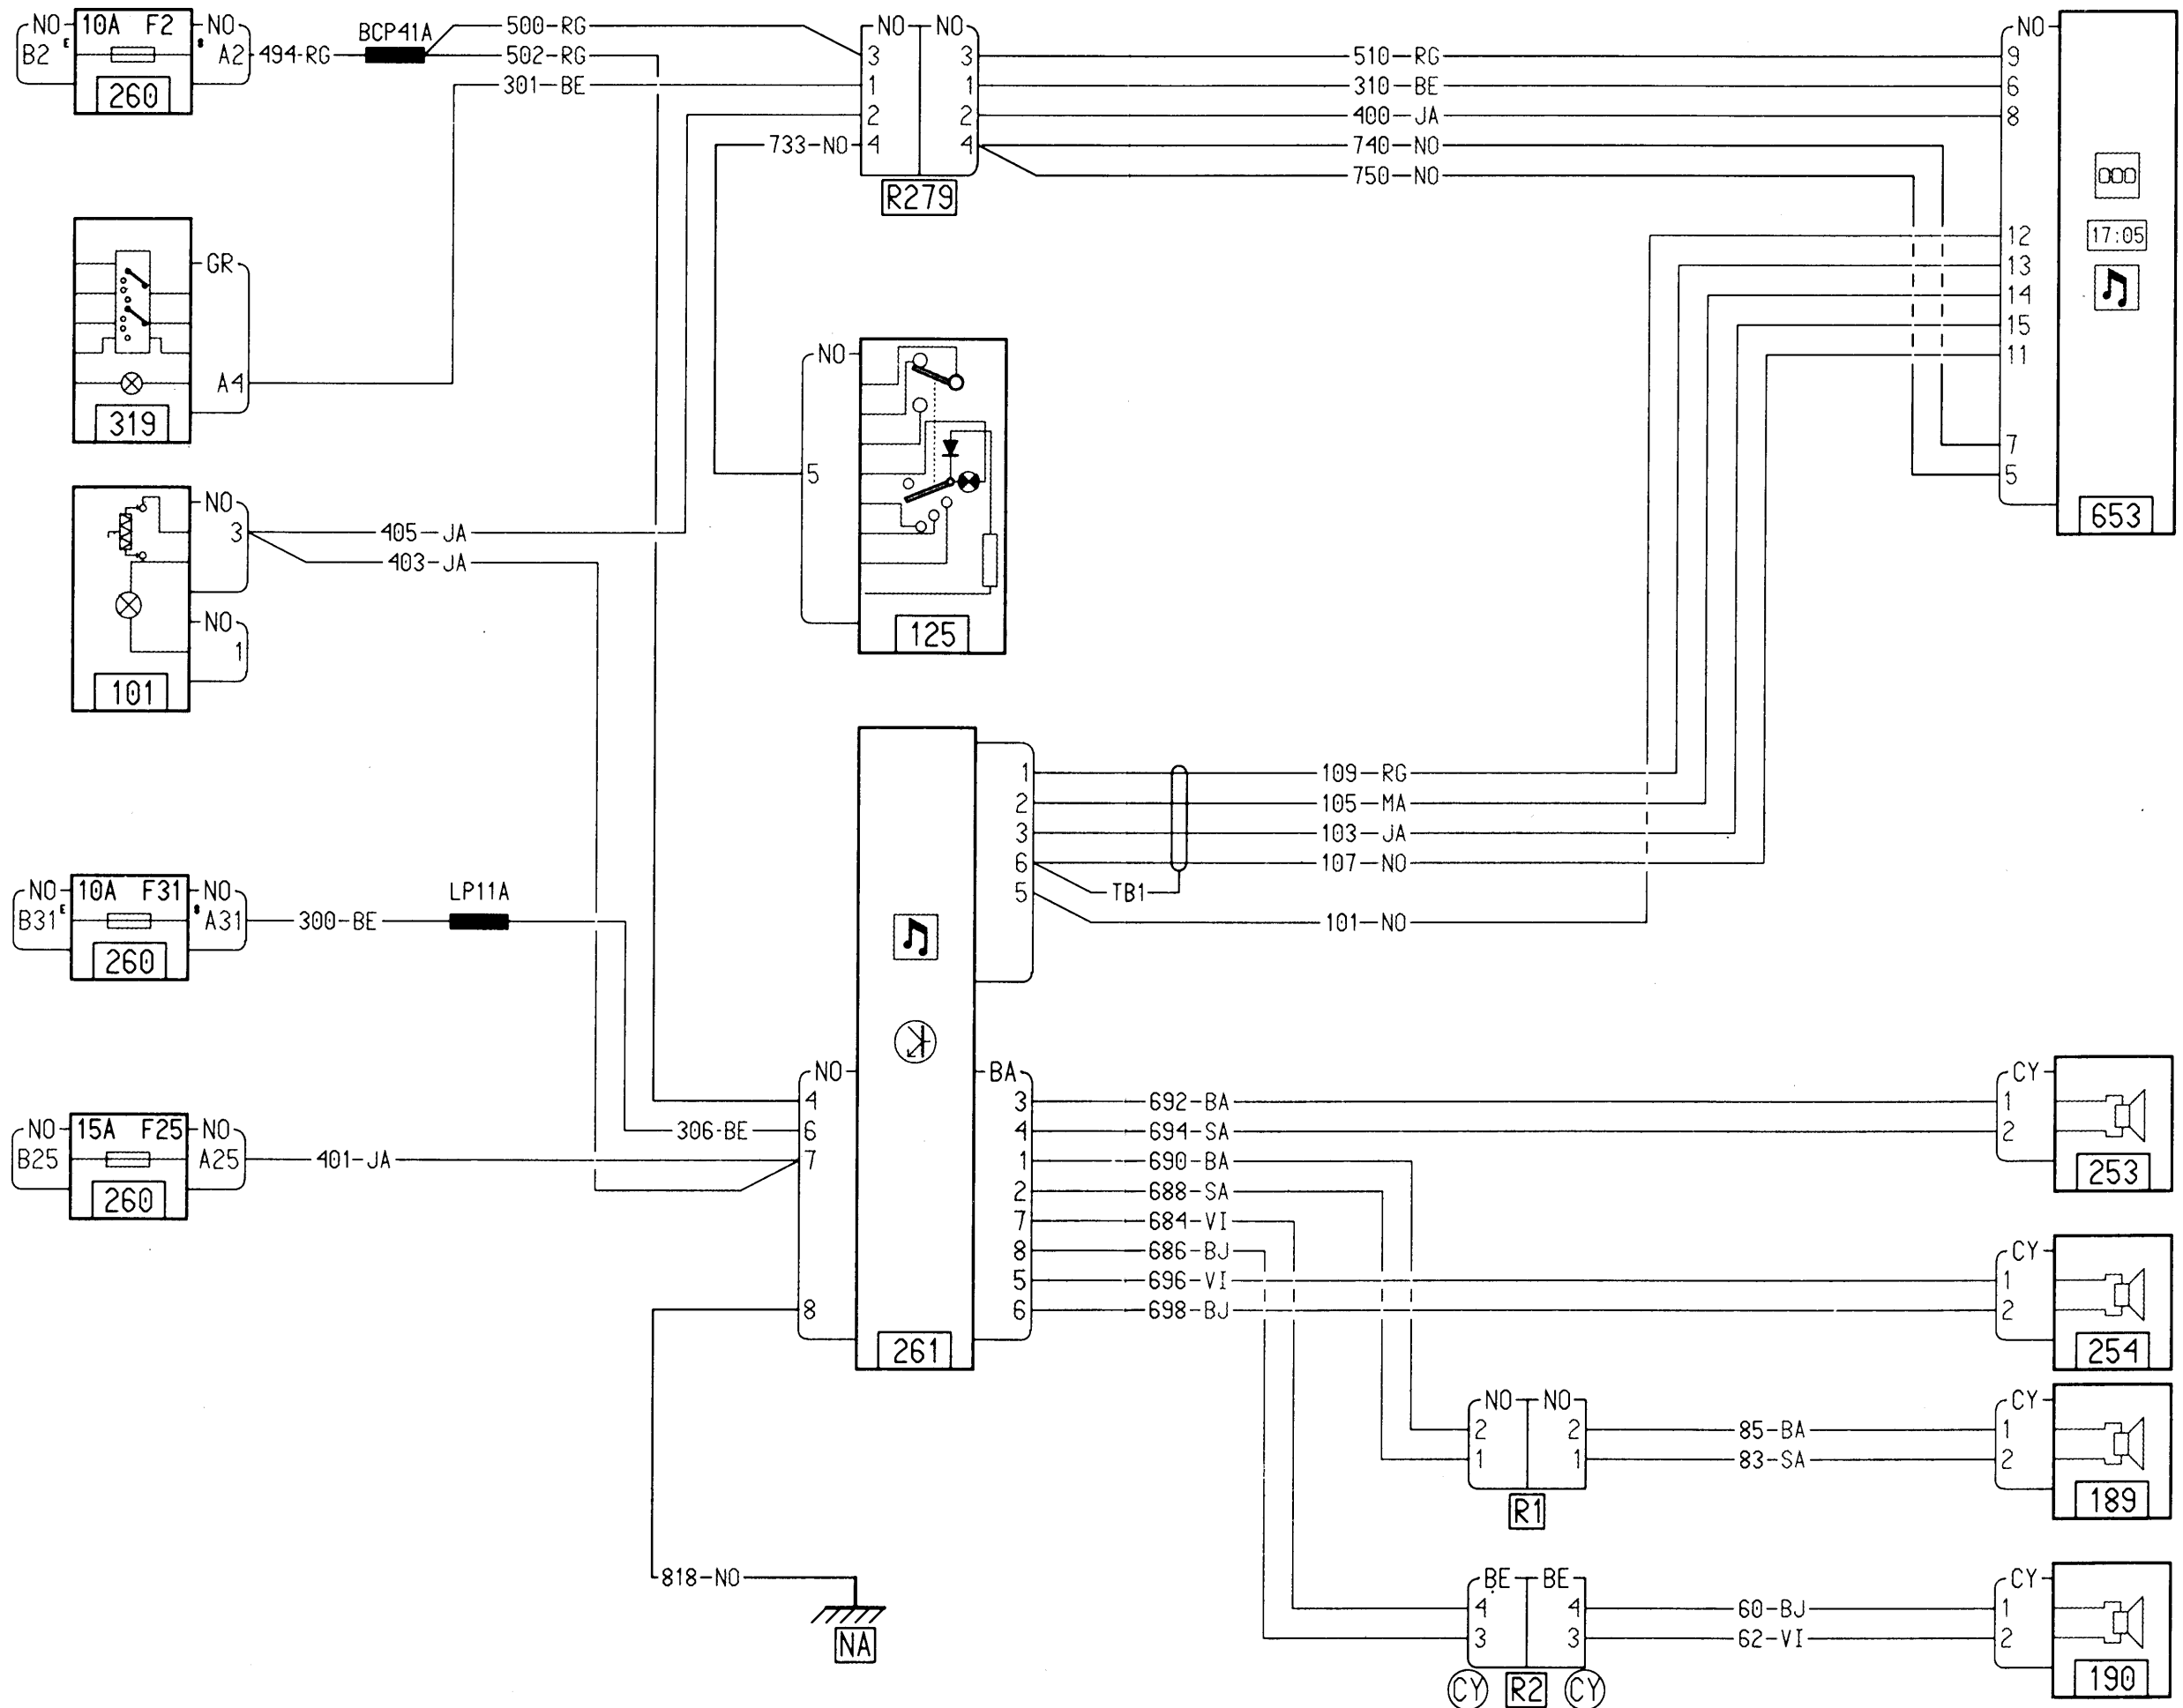 NO 10A F2 NO
B2 E S A2
260
494-RG
BCP41A
500-RG
502-RG
301-BE
733-NO
NO NO
3 3
1 1
2 2
4 4
R279
510-RG
310-BE
400-JA
740-NO
750-NO
NO
9
6
8
12
13
14
15
11
7
5
17:05
653
GR
A4
319
NO
3
NO
1
101
405-JA
403-JA
NO
5
125
1
2
3
6
5
109-RG
105-MA
103-JA
107-NO
TB1
101-NO
NO 10A F31 NO
B31 E S A31
260
300-BE
LP11A
306-BE
NO 15A F25 NO
B25 A25
260
401-JA
NO
4
6
7
8
261
BA
3
4
1
2
7
8
5
6
692-BA
694-SA
690-BA
688-SA
684-VI
686-BJ
696-VI
698-BJ
CY
1
2
253
CY
1
2
254
NO NO
2 2
1 1
R1
85-BA
83-SA
CY
1
2
189
818-NO
NA
BE BE
4 4
3 3
CY R2 CY
60-BJ
62-VI
CY
1
2
190